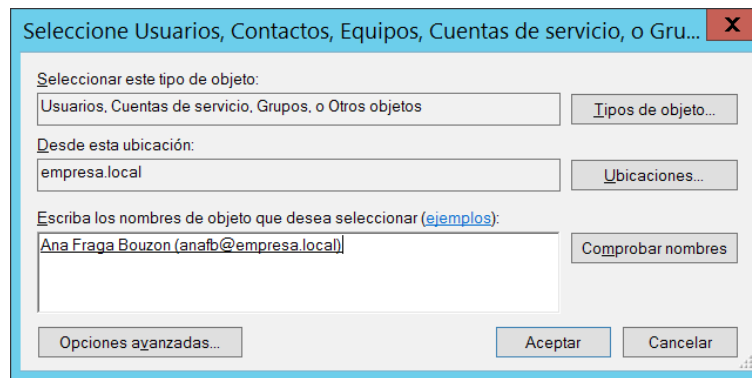 Seleccione Usuarios, Contactos, Equipos, Cuentas de servicio, o Gru...
X
Seleccionar este tipo de objeto:
Usuarios, Cuentas de servicio, Grupos, o Otros objetos
Tipos de objeto...
Desde esta ubicación:
empresa.local
Ubicaciones...
Escriba los nombres de objeto que desea seleccionar (ejemplos):
Ana Fraga Bouzon (anafb@empresa.local)
Comprobar nombres
Opciones avanzadas...
Aceptar
Cancelar